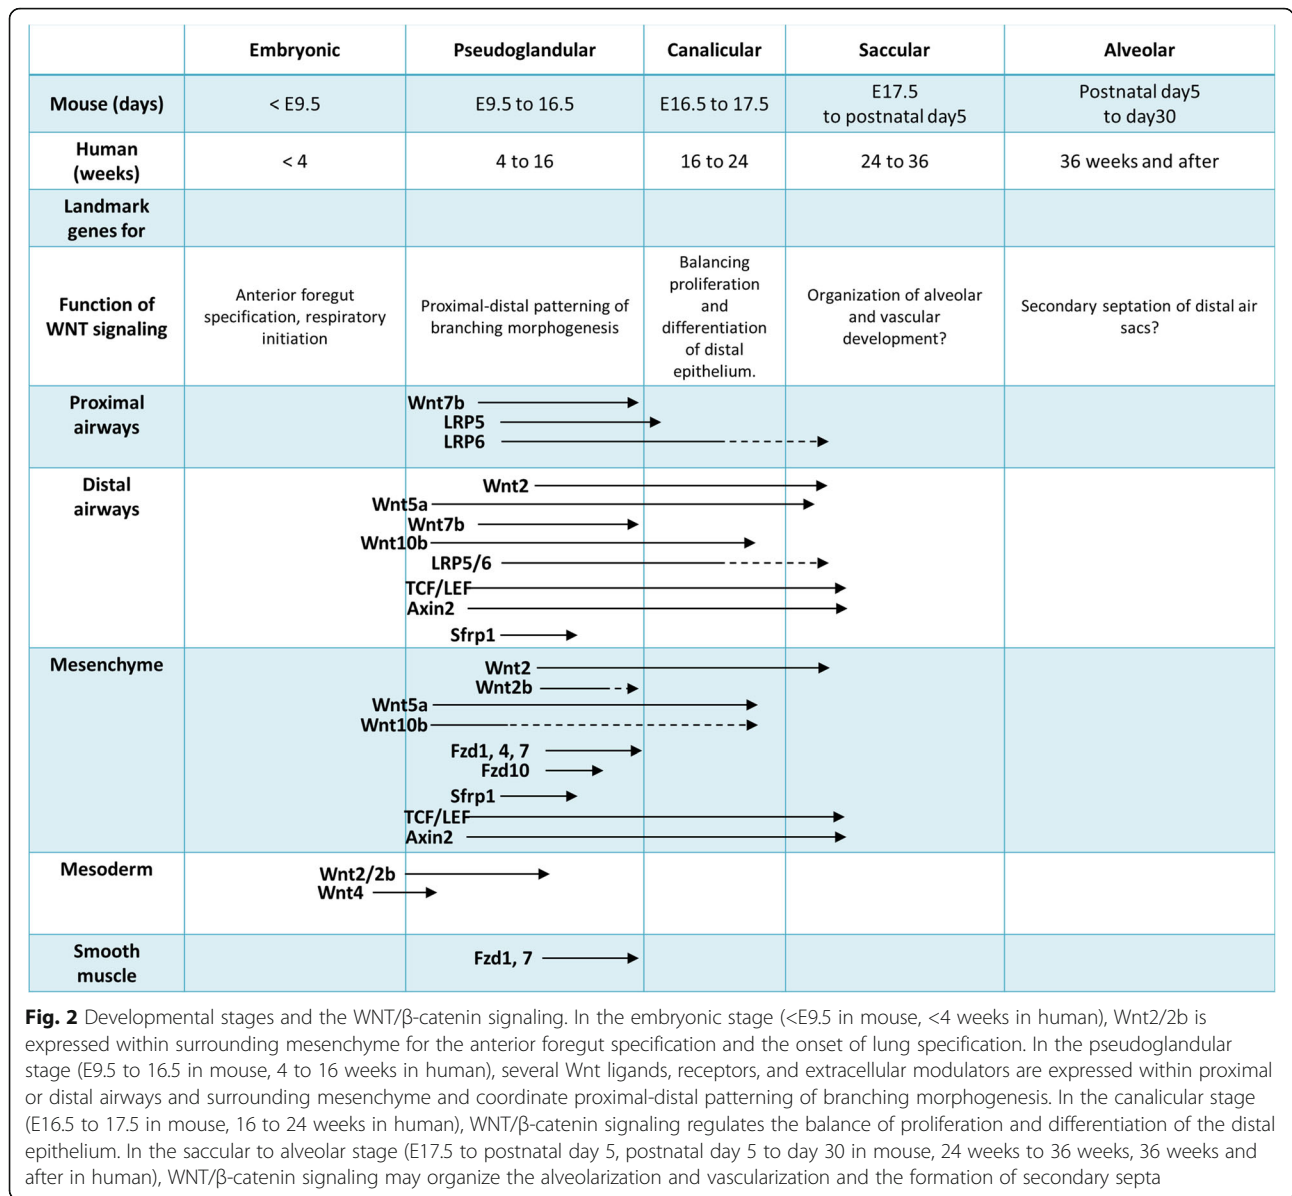 Embryonic Pseudoglandular Canalicular Saccular Alveolar
Mouse (days) < E9.5 E9.5 to 16.5 E16.5 to 17.5 E17.5 to postnatal day5 Postnatal day5 to day30
Human (weeks) < 4 4 to 16 16 to 24 24 to 36 36 weeks and after
Landmark genes for
Function of WNT signaling Anterior foregut specification, respiratory initiation Proximal-distal patterning of branching morphogenesis Balancing proliferation and differentiation of distal epithelium. Organization of alveolar and vascular development? Secondary septation of distal air sacs?
Proximal airways
Wnt7b
LRP5
LRP6
Distal airways
Wnt2
Wnt5a
Wnt7b
Wnt10b
LRP5/6
TCF/LEF
Axin2
Sfrp1
Mesenchyme
Wnt2
Wnt2b
Wnt5a
Wnt10b
Fzd1, 4, 7
Fzd10
Sfrp1
TCF/LEF
Axin2
Mesoderm
Wnt2/2b
Wnt4
Smooth muscle
Fzd1, 7
Fig. 2 Developmental stages and the WNT/β-catenin signaling. In the embryonic stage (<E9.5 in mouse, <4 weeks in human), Wnt2/2b is
expressed within surrounding mesenchyme for the anterior foregut specification and the onset of lung specification. In the pseudoglandular
stage (E9.5 to 16.5 in mouse, 4 to 16 weeks in human), several Wnt ligands, receptors, and extracellular modulators are expressed within proximal
or distal airways and surrounding mesenchyme and coordinate proximal-distal patterning of branching morphogenesis. In the canalicular stage
(E16.5 to 17.5 in mouse, 16 to 24 weeks in human), WNT/β-catenin signaling regulates the balance of proliferation and differentiation of the distal
epithelium. In the saccular to alveolar stage (E17.5 to postnatal day 5, postnatal day 5 to day 30 in mouse, 24 weeks to 36 weeks, 36 weeks and
after in human), WNT/β-catenin signaling may organize the alveolarization and vascularization and the formation of secondary septa